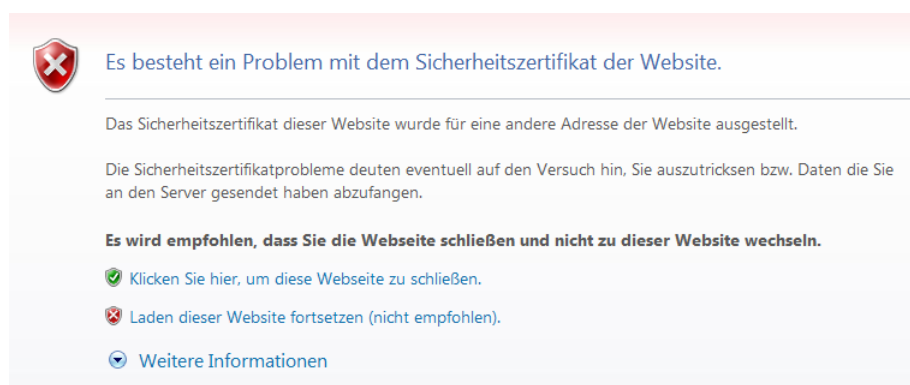 Es besteht ein Problem mit dem Sicherheitszertifikat der Website.
Das Sicherheitszertifikat dieser Website wurde für eine andere Adresse der Website ausgestellt.
Die Sicherheitszertifikatprobleme deuten eventuell auf den Versuch hin, Sie auszutricksen bzw. Daten die Sie
an den Server gesendet haben abzufangen.
Es wird empfohlen, dass Sie die Webseite schließen und nicht zu dieser Website wechseln.
Klicken Sie hier, um diese Webseite zu schließen.
Laden dieser Website fortsetzen (nicht empfohlen).
Weitere Informationen